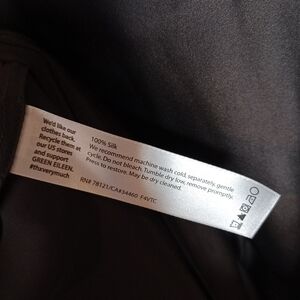 We'd like our
clothes back.
Recycle them at
our US stores
and support
GREEN EILEEN.
#thxverymuch
100% Silk
We recommend machine wash cold, separately, gentle
cycle. Do not bleach. Tumble dry low, remove promptly.
Press to restore. May be dry cleaned.
RN# 78121/CA#34460 F4VTC